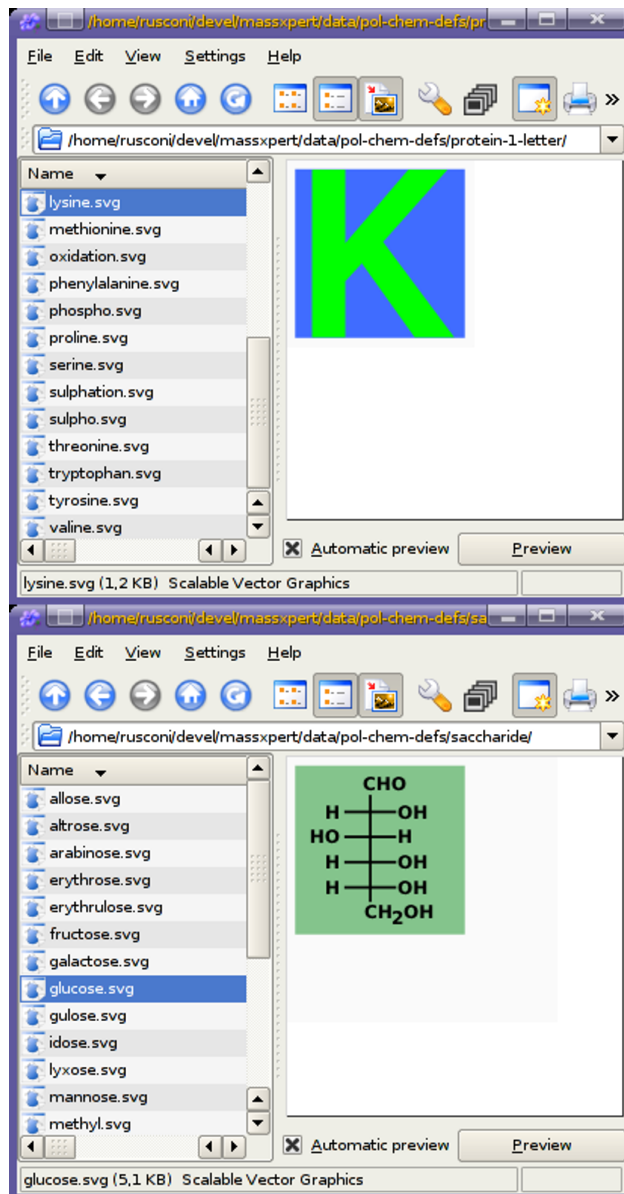 /home/rusconi/devel/massxpert/data/pol-chem-defs/pr
File Edit View Settings Help
»
/home/rusconi/devel/massxpert/data/pol-chem-defs/protein-1-letter/
Name
lysine.svg
methionine.svg
oxidation.svg
phenylalanine.svg
phospho.svg
proline.svg
serine.svg
sulphation.svg
sulpho.svg
threonine.svg
tryptophan.svg
tyrosine.svg
valine.svg
K
Automatic preview Preview
lysine.svg (1,2 KB) Scalable Vector Graphics
/home/rusconi/devel/massxpert/data/pol-chem-defs/sa
File Edit View Settings Help
»
/home/rusconi/devel/massxpert/data/pol-chem-defs/saccharide/
Name
allose.svg
altrose.svg
arabinose.svg
erythrose.svg
erythrulose.svg
fructose.svg
galactose.svg
glucose.svg
gulose.svg
idose.svg
lyxose.svg
mannose.svg
methyl.svg
CHO
H OH
HO H
H OH
H OH
CH₂OH
Automatic preview Preview
glucose.svg (5,1 KB) Scalable Vector Graphics